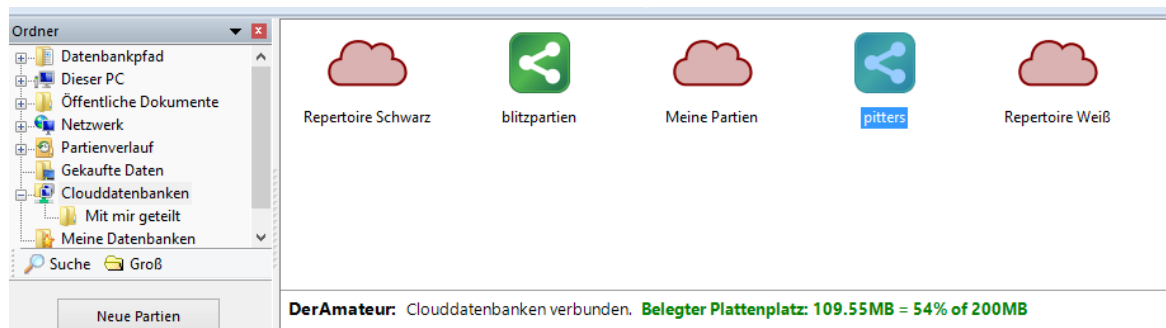 Ordner
Datenbankpfad
Dieser PC
Öffentliche Dokumente
Netzwerk
Partienverlauf
Gekaufte Daten
Clouddatenbanken
Mit mir geteilt
Meine Datenbanken
Suche Groß
Neue Partien
Repertoire Schwarz
blitzpartien
Meine Partien
pitters
Repertoire Weiß
DerAmateur: Clouddatenbanken verbunden. Belegter Plattenplatz: 109.55MB = 54% of 200MB